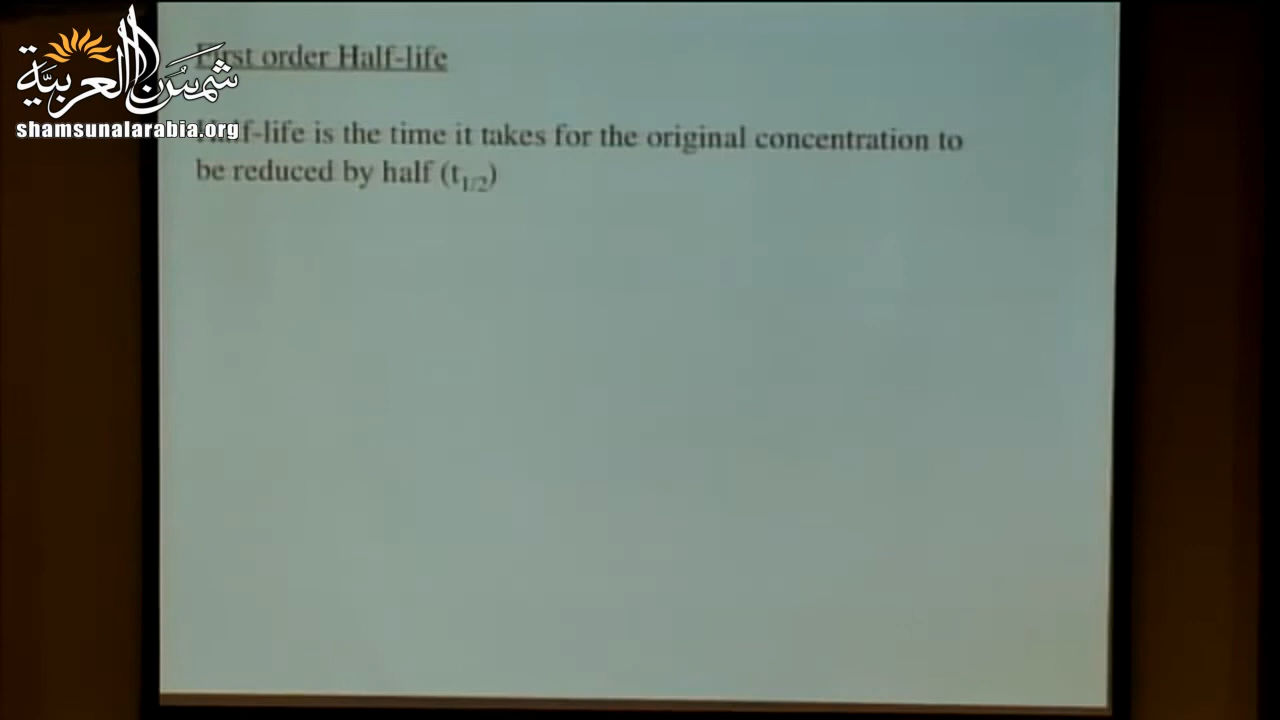 شمس العربية
shamsunalarabia.org
First order Half-life
Half-life is the time it takes for the original concentration to
be reduced by half (t1/2)